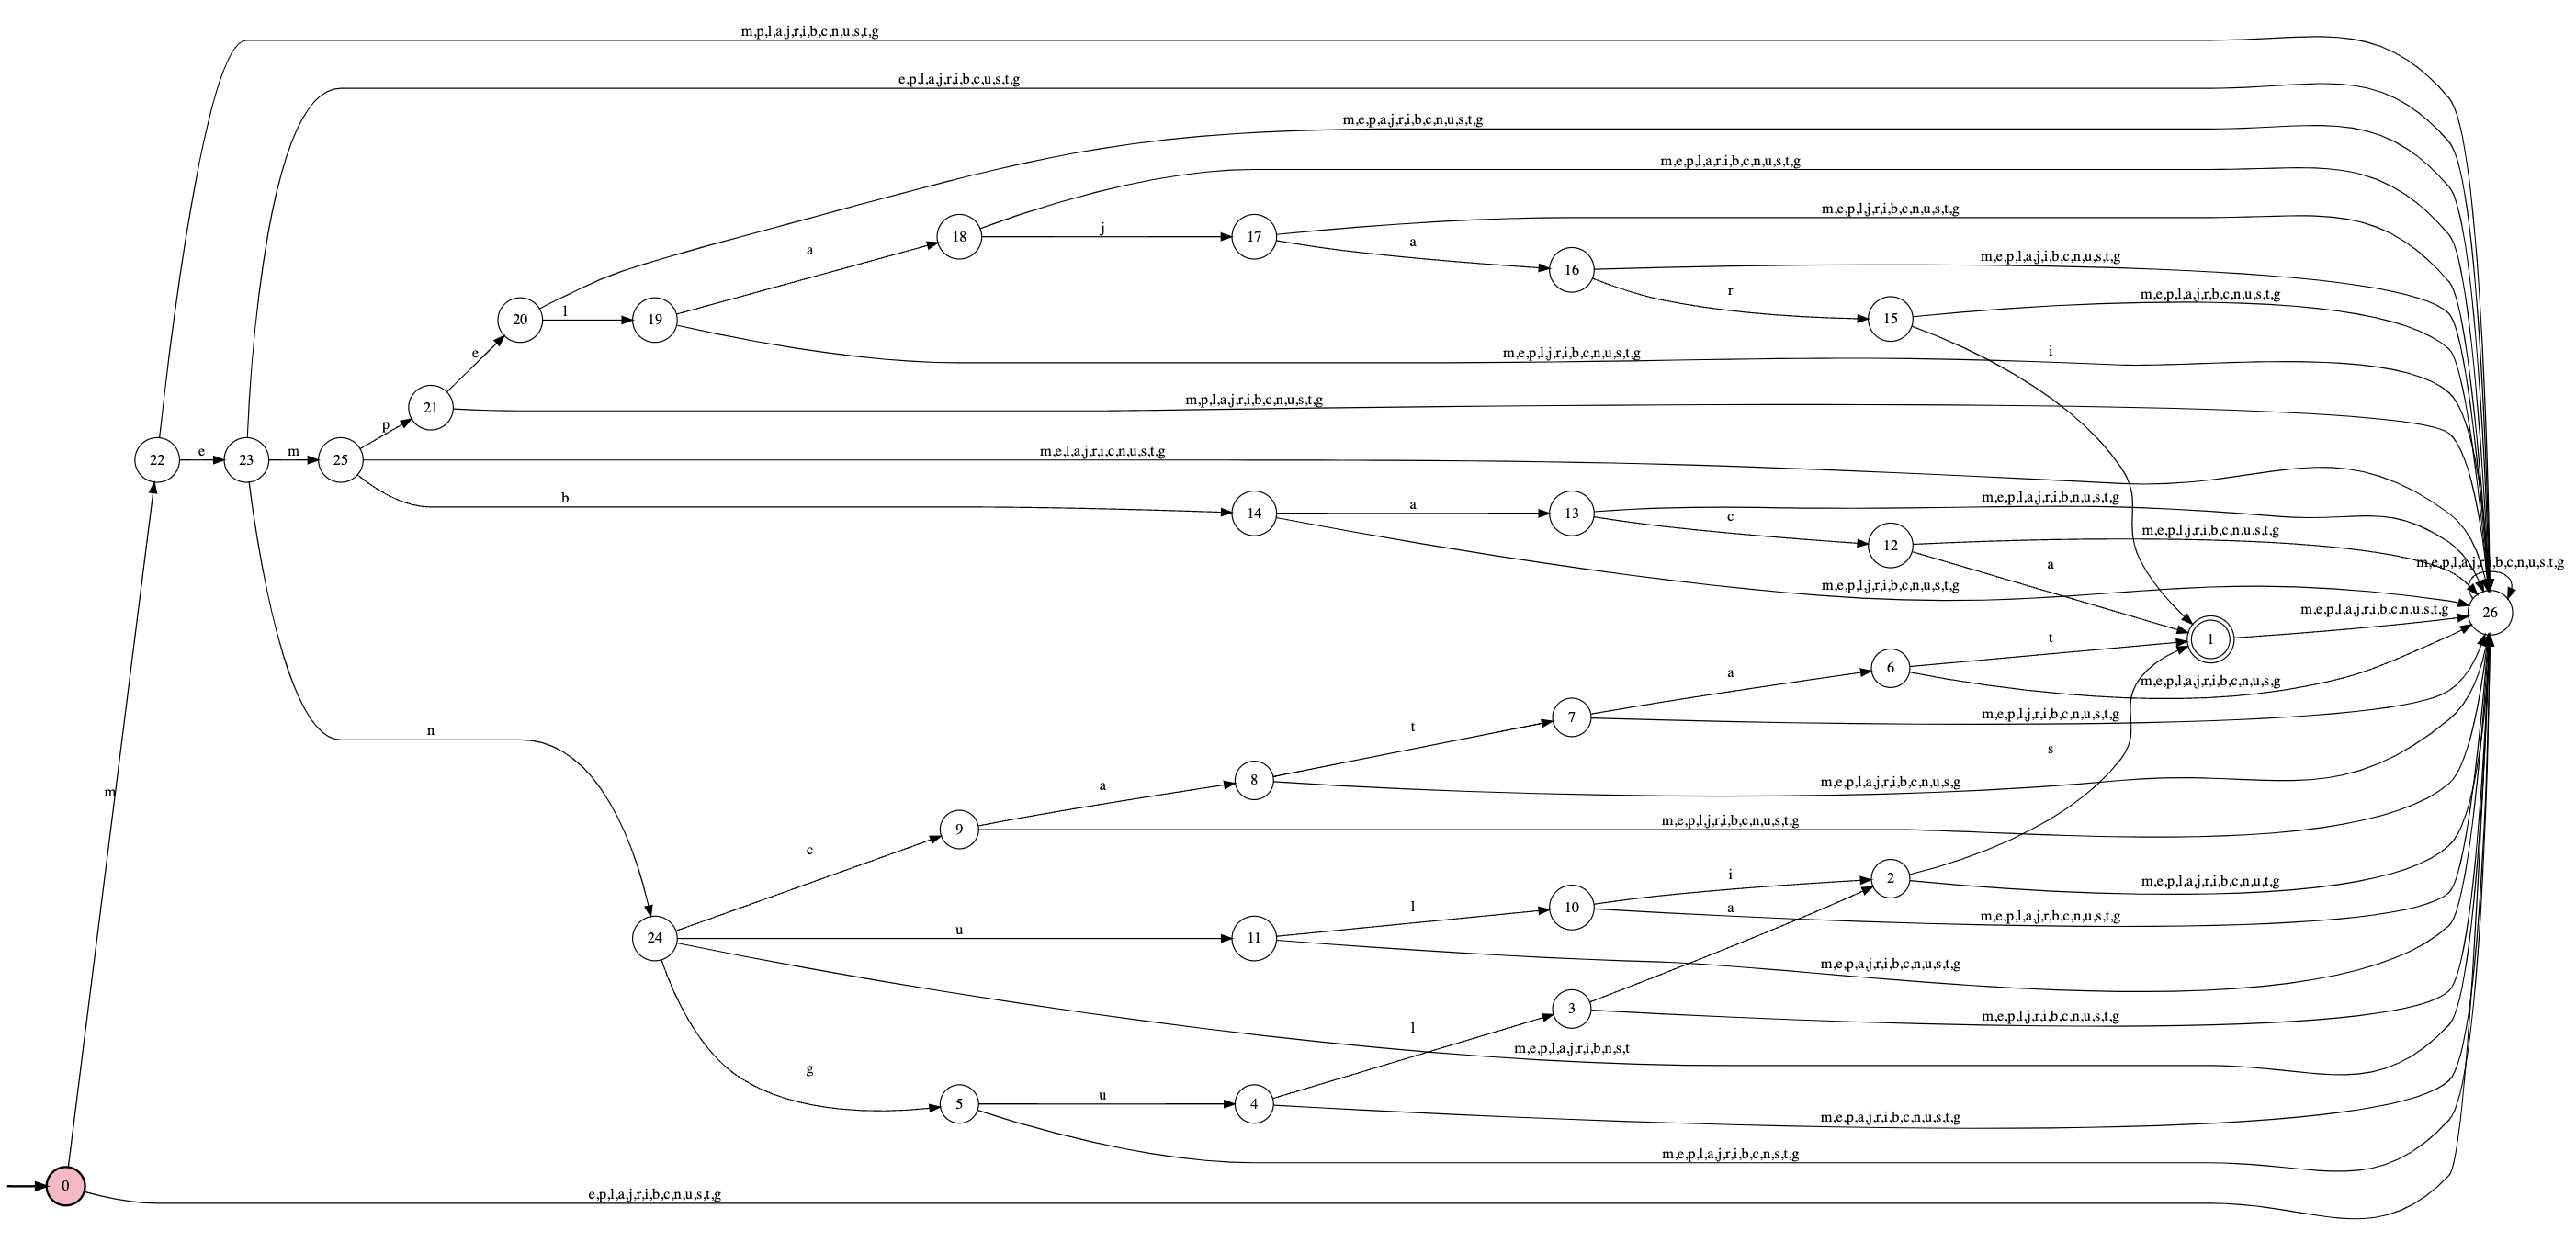 m,p,l,a,j,r,i,b,c,n,u,s,t,g
e,p,l,a,j,r,i,b,c,u,s,t,g
m,e,p,a,j,r,i,b,c,n,u,s,t,g
m,e,p,l,a,r,i,b,c,n,u,s,t,g
18 j 17 m,e,p,l,j,r,i,b,c,n,u,s,t,g
a a 16 m,e,p,l,a,j,i,b,c,n,u,s,t,g
20 l 19 r 15 m,e,p,l,a,j,r,b,c,n,u,s,t,g
e m,e,p,l,j,r,i,b,c,n,u,s,t,g i
21 m,p,l,a,j,r,i,b,c,n,u,s,t,g
p
22 e 23 m 25 m,e,l,a,j,r,i,c,n,u,s,t,g
b 14 a 13 m,e,p,l,a,j,r,i,b,n,u,s,t,g
c 12 m,e,p,l,j,r,i,b,c,n,u,s,t,g
a m,e,p,l,a,j,r,i,b,c,n,u,s,t,g
m,e,p,l,j,r,i,b,c,n,u,s,t,g
m,e,p,l,a,j,r,i,b,c,n,u,s,t,g 26
t 1
a 6 m,e,p,l,a,j,r,i,b,c,n,u,s,g
7 m,e,p,l,j,r,i,b,c,n,u,s,t,g
n t s
m a 8 m,e,p,l,a,j,r,i,b,c,n,u,s,g
9 m,e,p,l,j,r,i,b,c,n,u,s,t,g
c i 2 m,e,p,l,a,j,r,i,b,c,n,u,t,g
l 10 a m,e,p,l,a,j,r,b,c,n,u,s,t,g
24 u 11 m,e,p,a,j,r,i,b,c,n,u,s,t,g
3 m,e,p,l,j,r,i,b,c,n,u,s,t,g
l
m,e,p,l,a,j,r,i,b,n,s,t
g
5 u 4 m,e,p,a,j,r,i,b,c,n,u,s,t,g
m,e,p,l,a,j,r,i,b,c,n,s,t,g
0 e,p,l,a,j,r,i,b,c,n,u,s,t,g